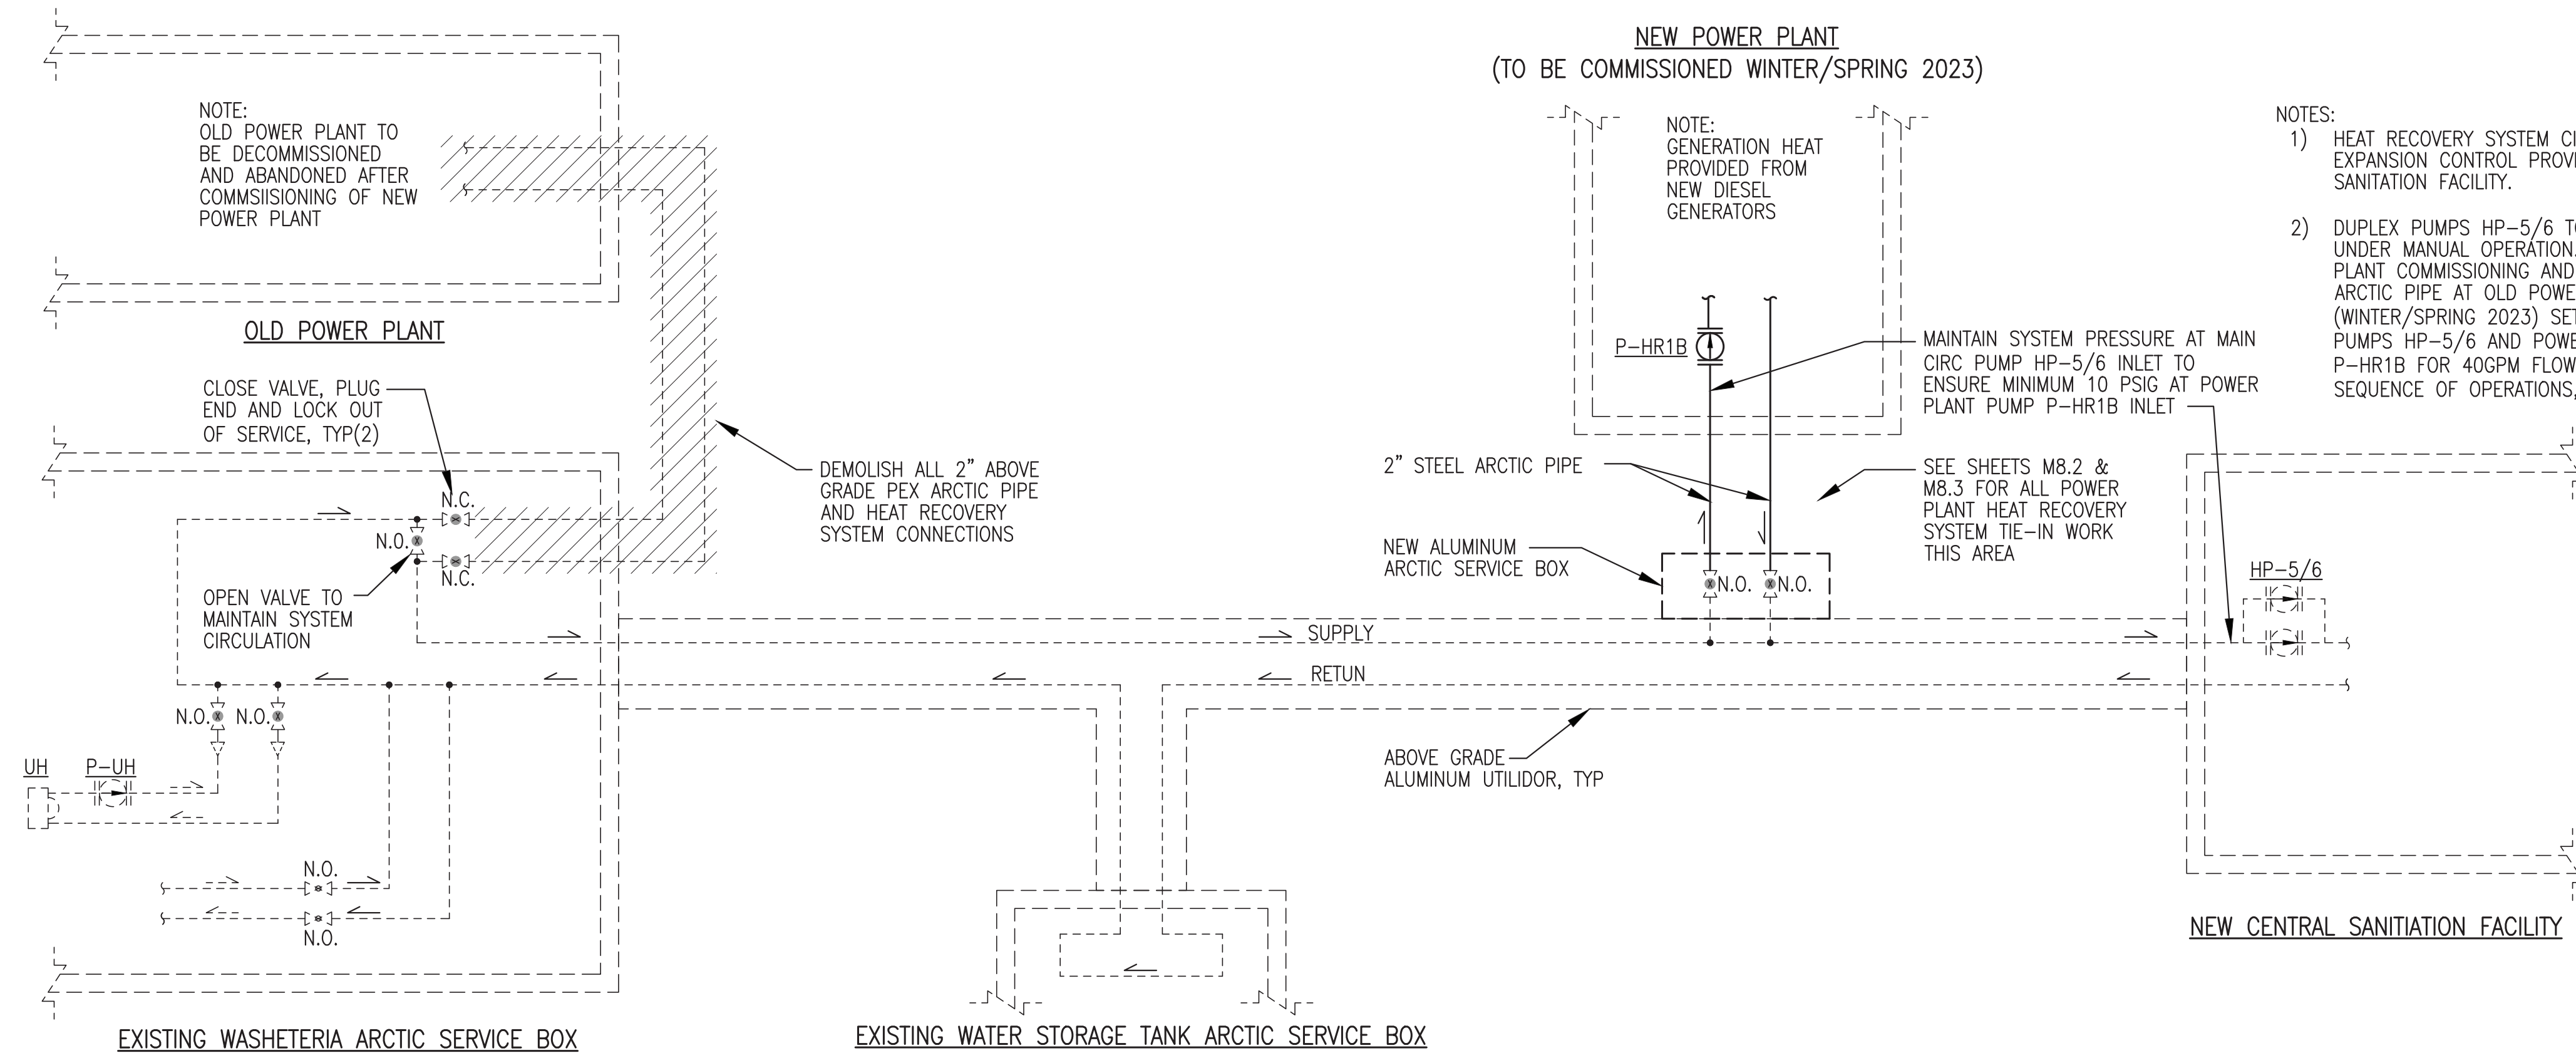 NOTE:
OLD POWER PLANT TO
BE DECOMMISSIONED
AND ABANDONED AFTER
COMMSIISIONING OF NEW
POWER PLANT
OLD POWER PLANT
CLOSE VALVE, PLUG
END AND LOCK OUT
OF SERVICE, TYP(2)
N.C.
N.O.
N.C.
OPEN VALVE TO
MAINTAIN SYSTEM
CIRCULATION
DEMOLISH ALL 2" ABOVE
GRADE PEX ARCTIC PIPE
AND HEAT RECOVERY
SYSTEM CONNECTIONS
N.O.
N.O.
UH
P-UH
N.O.
N.O.
EXISTING WASHETERIA ARCTIC SERVICE BOX
NEW POWER PLANT
(TO BE COMMISSIONED WINTER/SPRING 2023)
NOTE:
GENERATION HEAT
PROVIDED FROM
NEW DIESEL
GENERATORS
P-HR1B
MAINTAIN SYSTEM PRESSURE AT MAIN
CIRC PUMP HP-5/6 INLET TO
ENSURE MINIMUM 10 PSIG AT POWER
PLANT PUMP P-HR1B INLET
2" STEEL ARCTIC PIPE
SEE SHEETS M8.2 &
M8.3 FOR ALL POWER
PLANT HEAT RECOVERY
SYSTEM TIE-IN WORK
THIS AREA
NEW ALUMINUM
ARCTIC SERVICE BOX
N.O.
N.O.
SUPPLY
RETUN
ABOVE GRADE
ALUMINUM UTILIDOR, TYP
EXISTING WATER STORAGE TANK ARCTIC SERVICE BOX
NOTES:
1) HEAT RECOVERY SYSTEM CI
EXPANSION CONTROL PROVI
SANITATION FACILITY.
2) DUPLEX PUMPS HP-5/6 TO
UNDER MANUAL OPERATION.
PLANT COMMISSIONING AND
ARCTIC PIPE AT OLD POWE
(WINTER/SPRING 2023) SET
PUMPS HP-5/6 AND POWE
P-HR1B FOR 40GPM FLOW
SEQUENCE OF OPERATIONS,
HP-5/6
NEW CENTRAL SANITIATION FACILITY